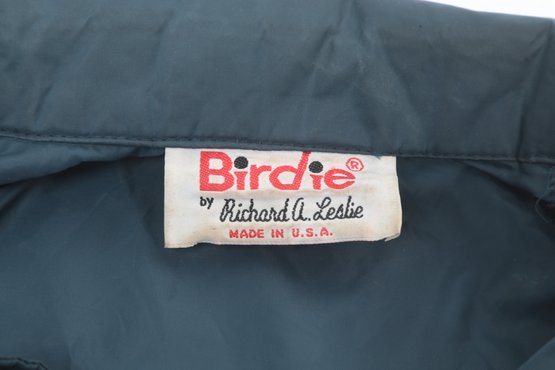 Birdie®
by Richard A. Leslie
MADE IN U.S.A.